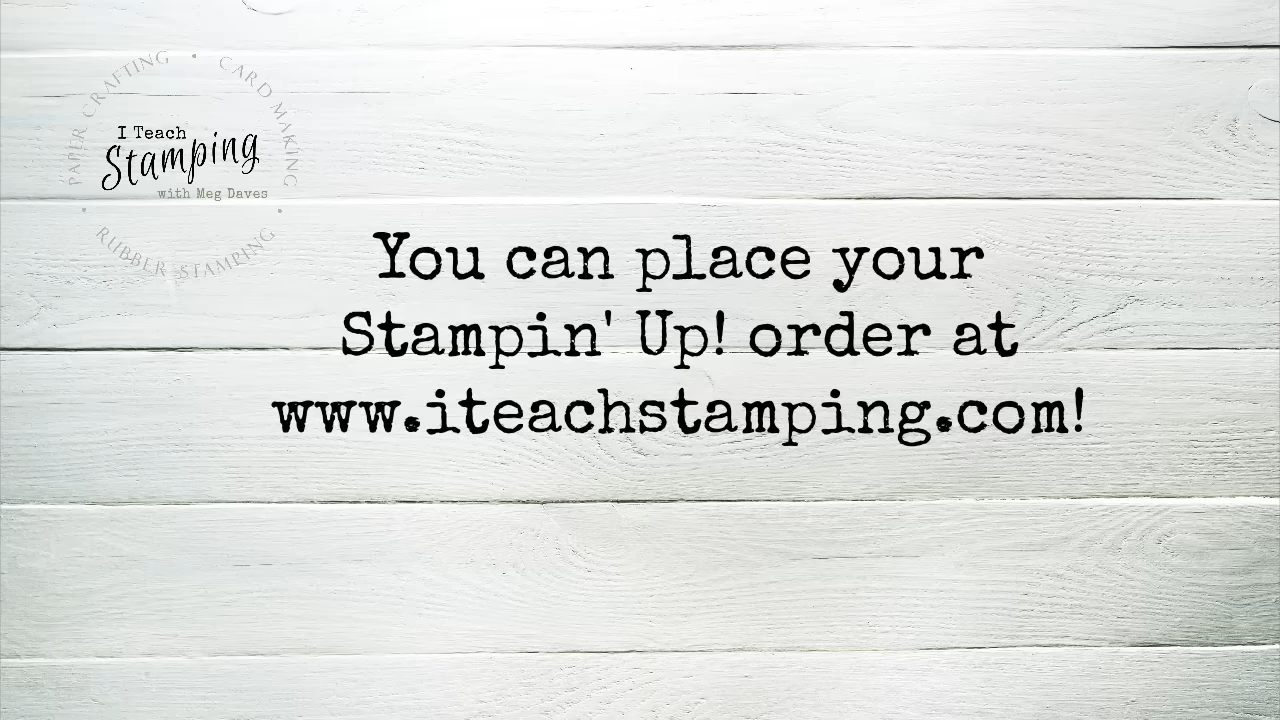 PAPER CRAFTING • CARD MAKING • RUBBER STAMPING •
I Teach
Stamping
with Meg Daves
You can place your
Stampin' Up! order at
www.iteachstamping.com!